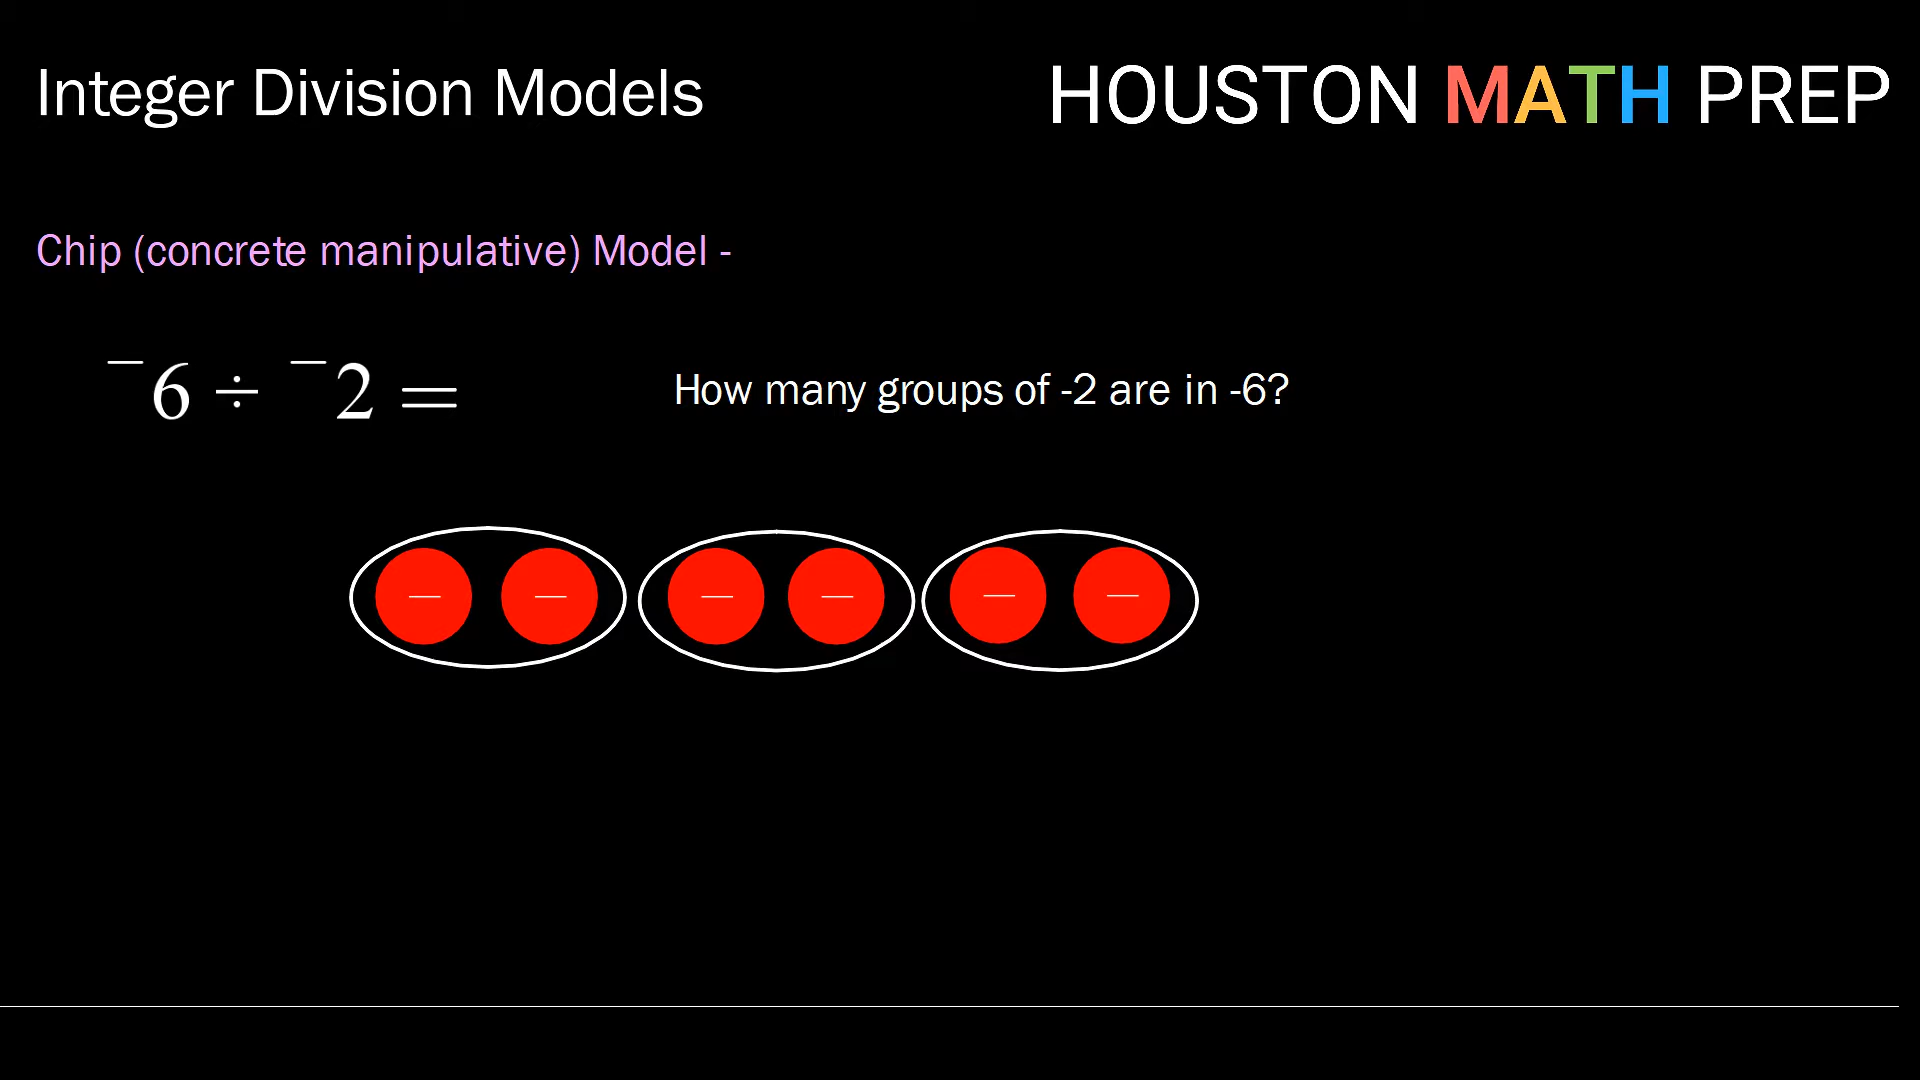 Integer Division Models
HOUSTON MATH PREP
Chip (concrete manipulative) Model -
⁻6 ÷ ⁻2 =
How many groups of -2 are in -6?
— — — — — —